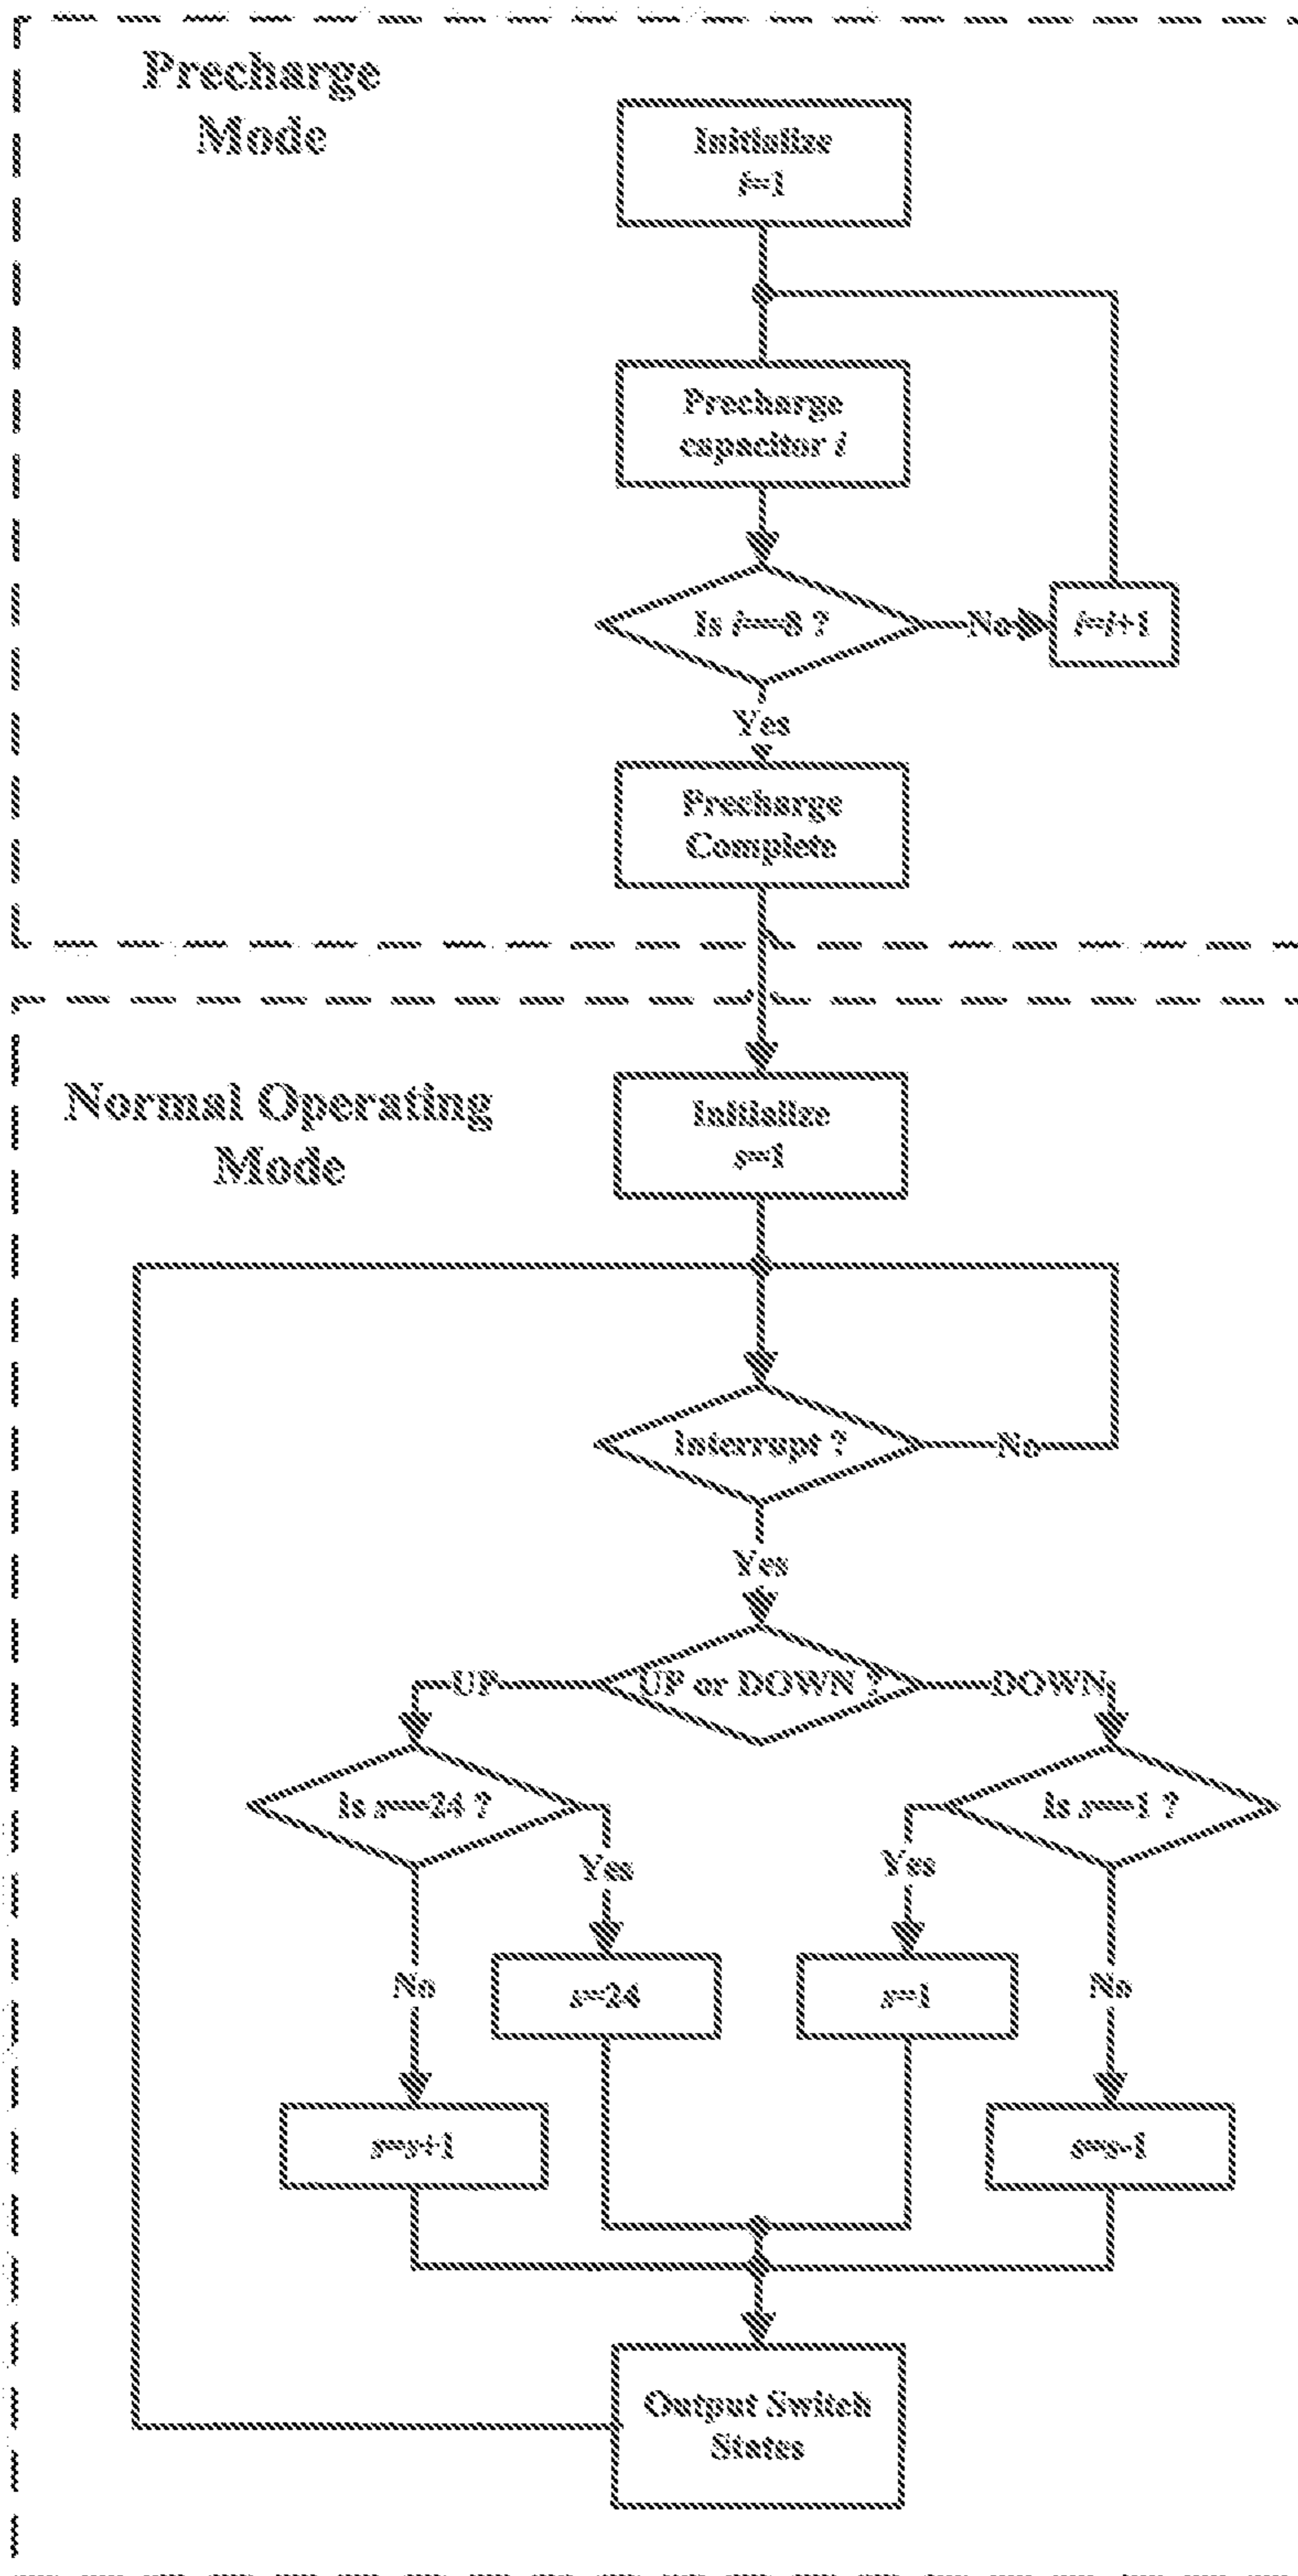 Precharge
Mode
Initialize
i=1
Precharge
capacitor i
Is i==8 ?
No
i=i+1
Yes
Precharge
Complete
Normal Operating
Mode
Initialize
s=1
Interrupt ?
No
Yes
UP
UP or DOWN ?
DOWN
Is s==24 ?
Is s==1 ?
Yes
Yes
No
s=24
s=1
No
s=s+1
s=s-1
Output Switch
States